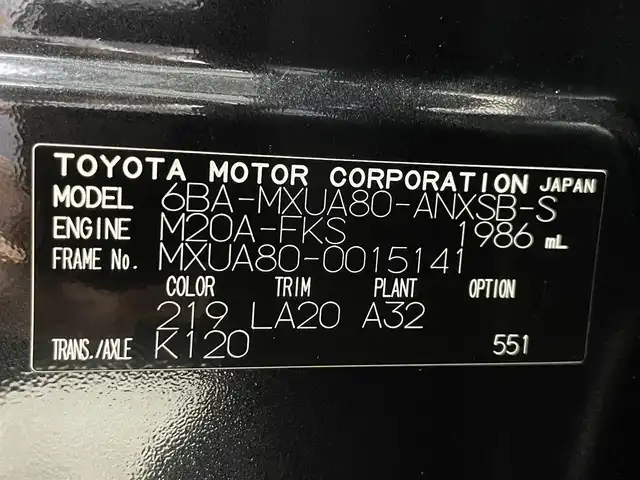 TOYOTA MOTOR CORPORATION JAPAN
MODEL 6BA-MXUA80-ANXSB-S
ENGINE M20A-FKS 1986 mL
FRAME No. MXUA80-0015141
COLOR TRIM PLANT OPTION
219 LA20 A32
TRANS./AXLE K120 551